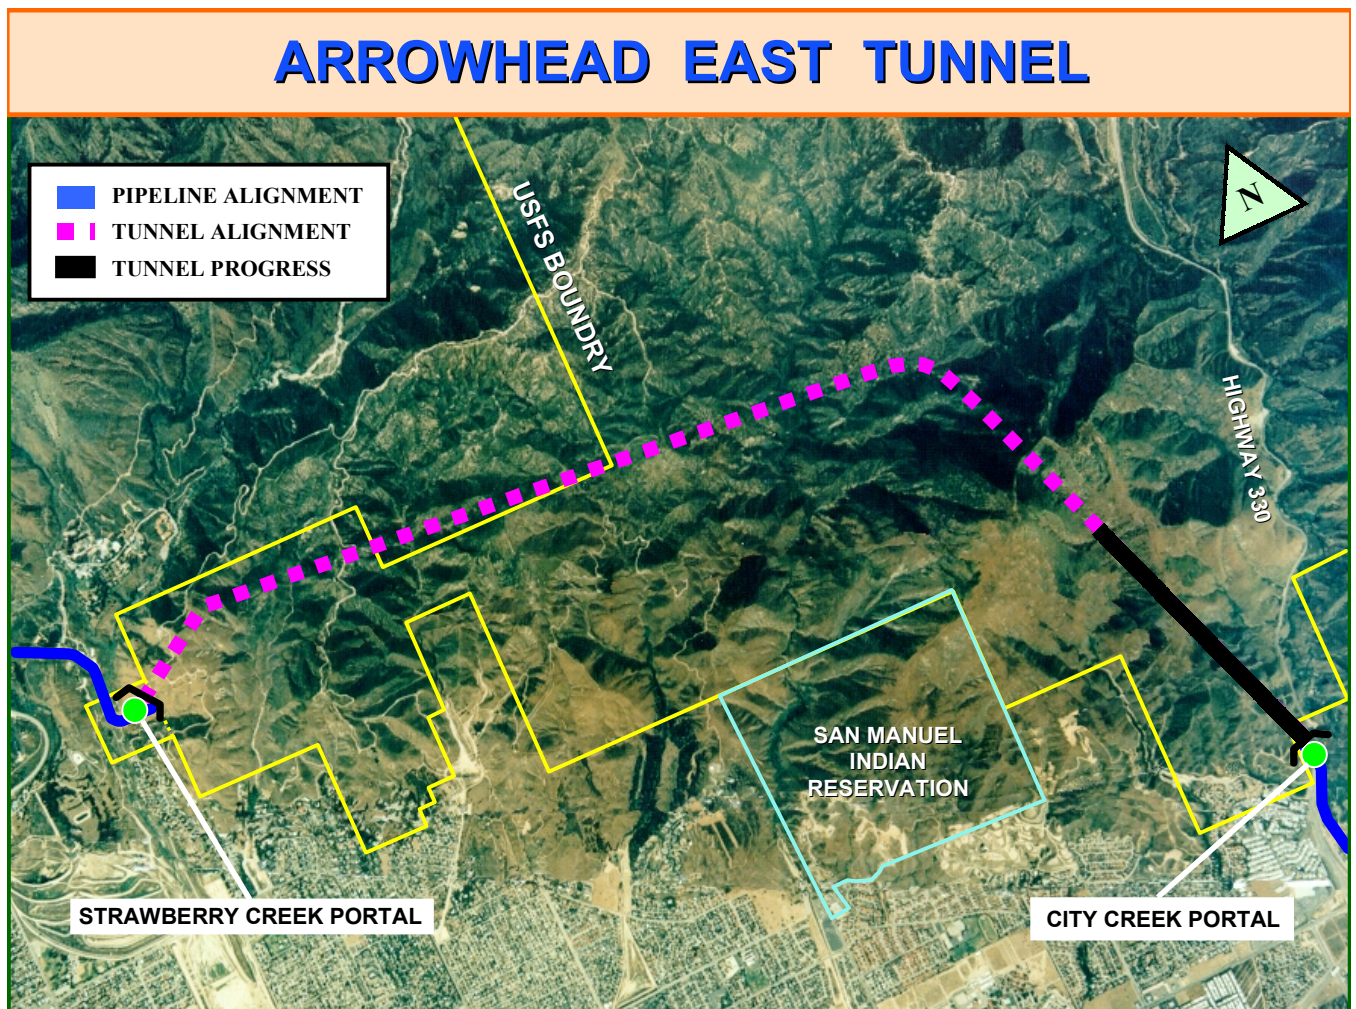 ARROWHEAD EAST TUNNEL
PIPELINE ALIGNMENT
TUNNEL ALIGNMENT
TUNNEL PROGRESS
USFS BOUNDRY
N
HIGHWAY 330
SAN MANUEL
INDIAN
RESERVATION
STRAWBERRY CREEK PORTAL
CITY CREEK PORTAL